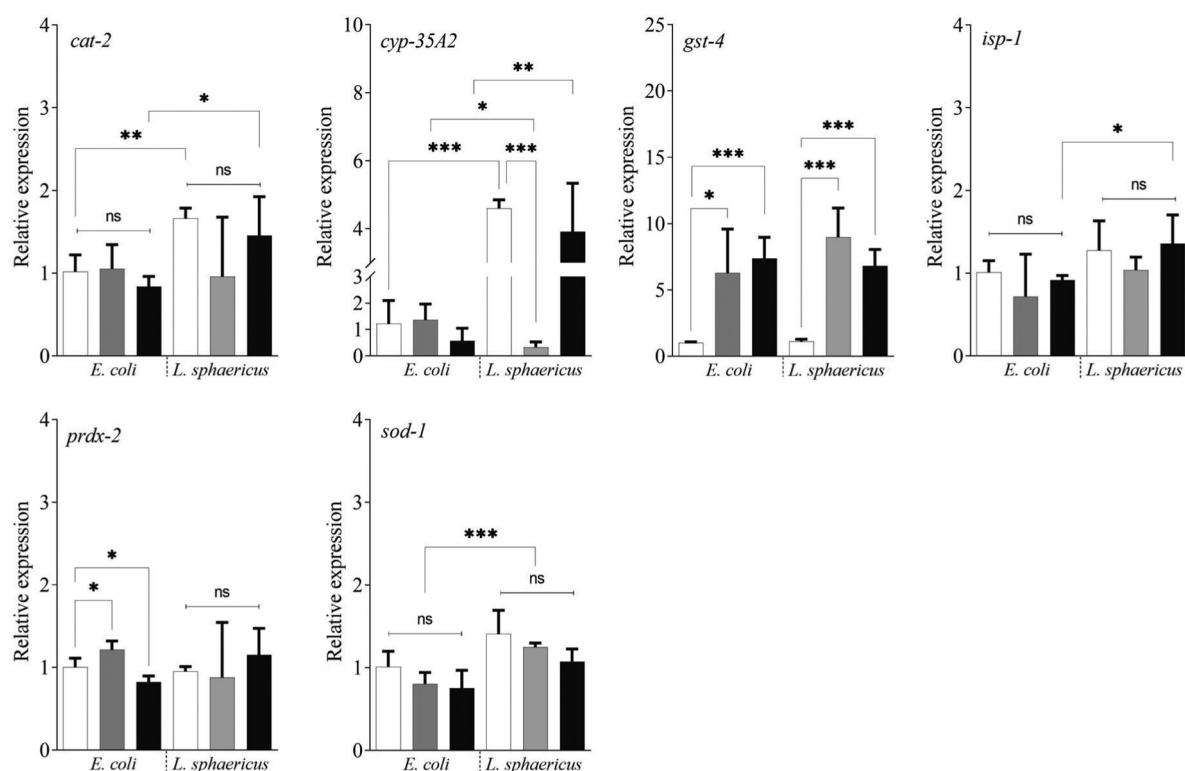 cat-2
Relative expression
4
3
2
1
0
**
*
ns
ns
E. coli
L. sphaericus
cyp-35A2
Relative expression
10
8
6
4
3
2
1
0
**
*
***
***
E. coli
L. sphaericus
gst-4
Relative expression
25
20
15
10
5
0
***
*
***
***
E. coli
L. sphaericus
isp-1
Relative expression
4
3
2
1
0
*
ns
ns
E. coli
L. sphaericus
prdx-2
Relative expression
4
3
2
1
0
*
*
ns
E. coli
L. sphaericus
sod-1
Relative expression
4
3
2
1
0
***
ns
ns
E. coli
L. sphaericus